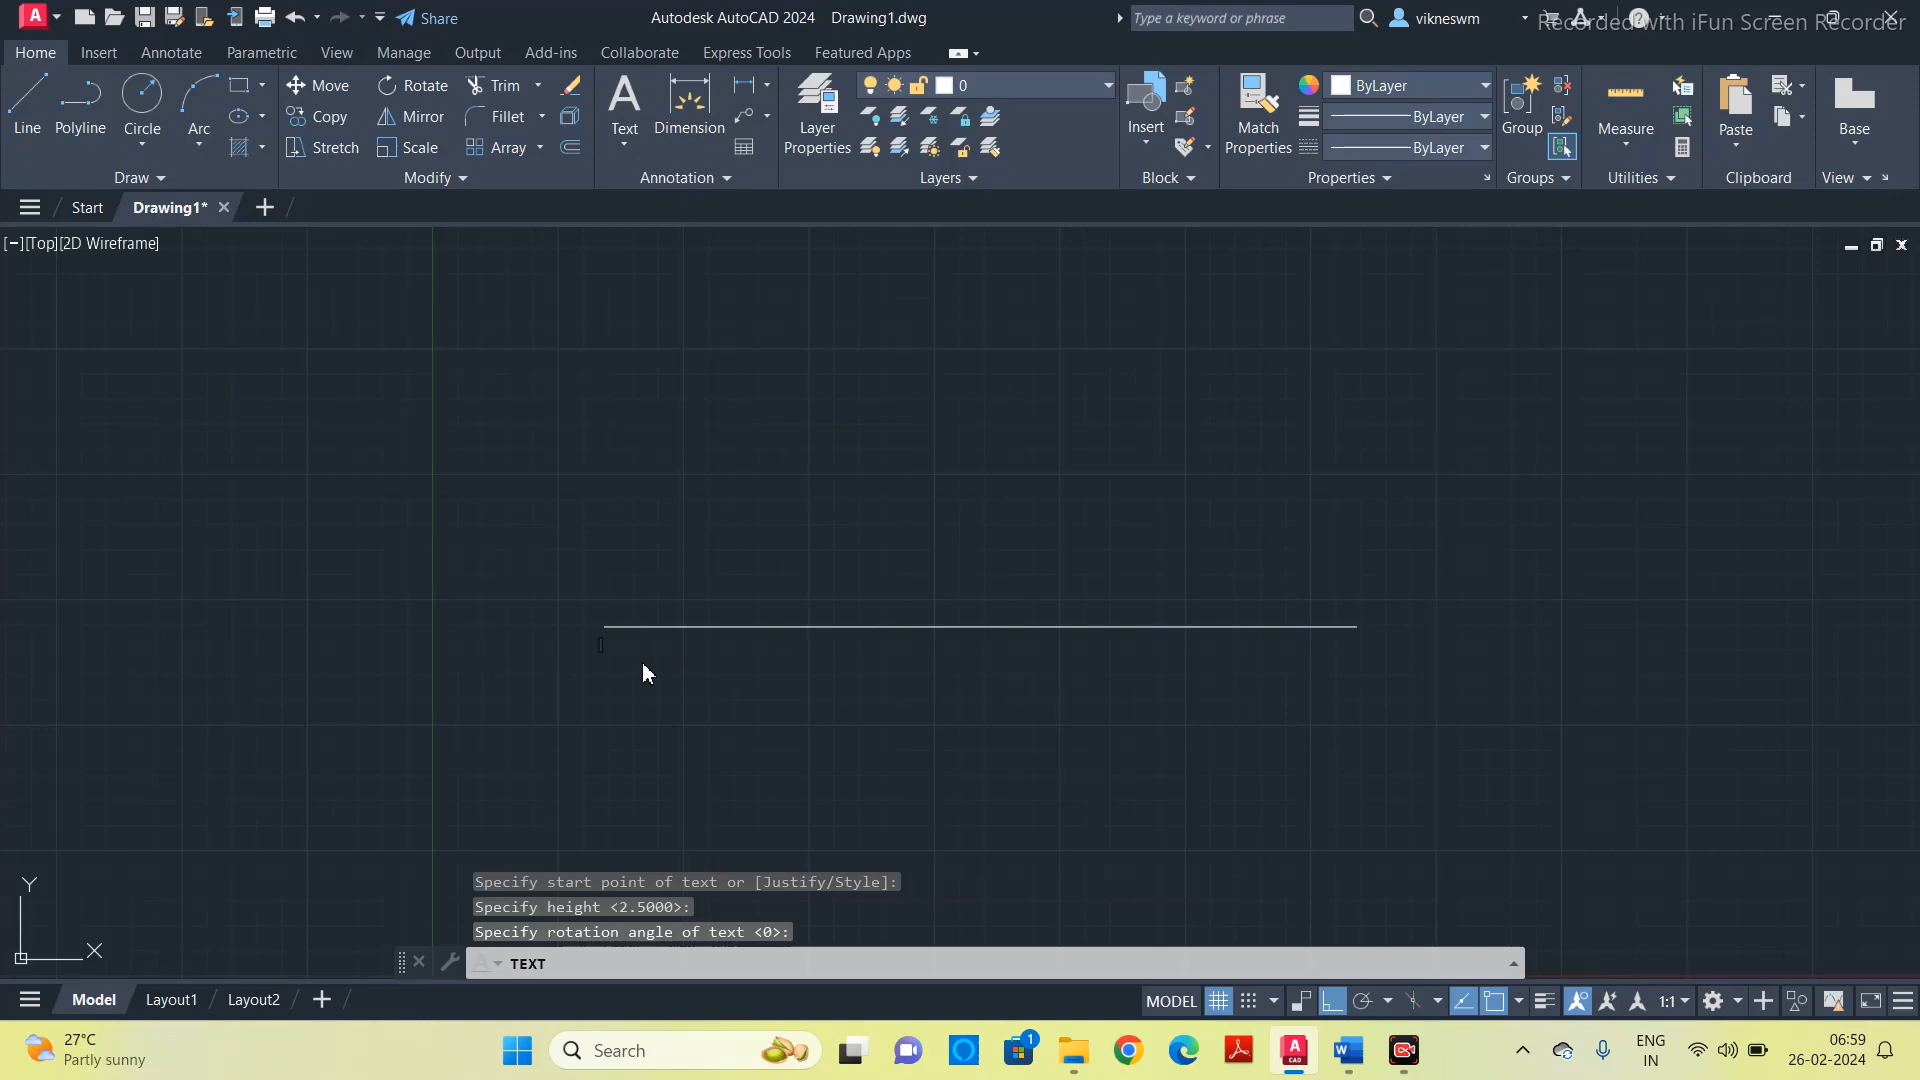 Share
Autodesk AutoCAD 2024 Drawing1.dwg
Type a keyword or phrase
vikneswm
Recorded with iFun Screen Recorder
Home Insert Annotate Parametric View Manage Output Add-ins Collaborate Express Tools Featured Apps
Line Polyline Circle Arc
Move Rotate Trim
Copy Mirror Fillet
Stretch Scale Array
Text Dimension
Layer Properties
0
Insert
Match Properties
ByLayer
ByLayer
ByLayer
Group
Measure
Paste
Base
Draw Modify Annotation Layers Block Properties Groups Utilities Clipboard View
Start Drawing1*
[−][Top][2D Wireframe]
Y
X
Specify start point of text or [Justify/Style]:
Specify height <2.5000>:
Specify rotation angle of text <0>:
TEXT
Model Layout1 Layout2
MODEL 1:1
27°C
Partly sunny
Search
1
A
CAD
ENG
IN
06:59
26-02-2024